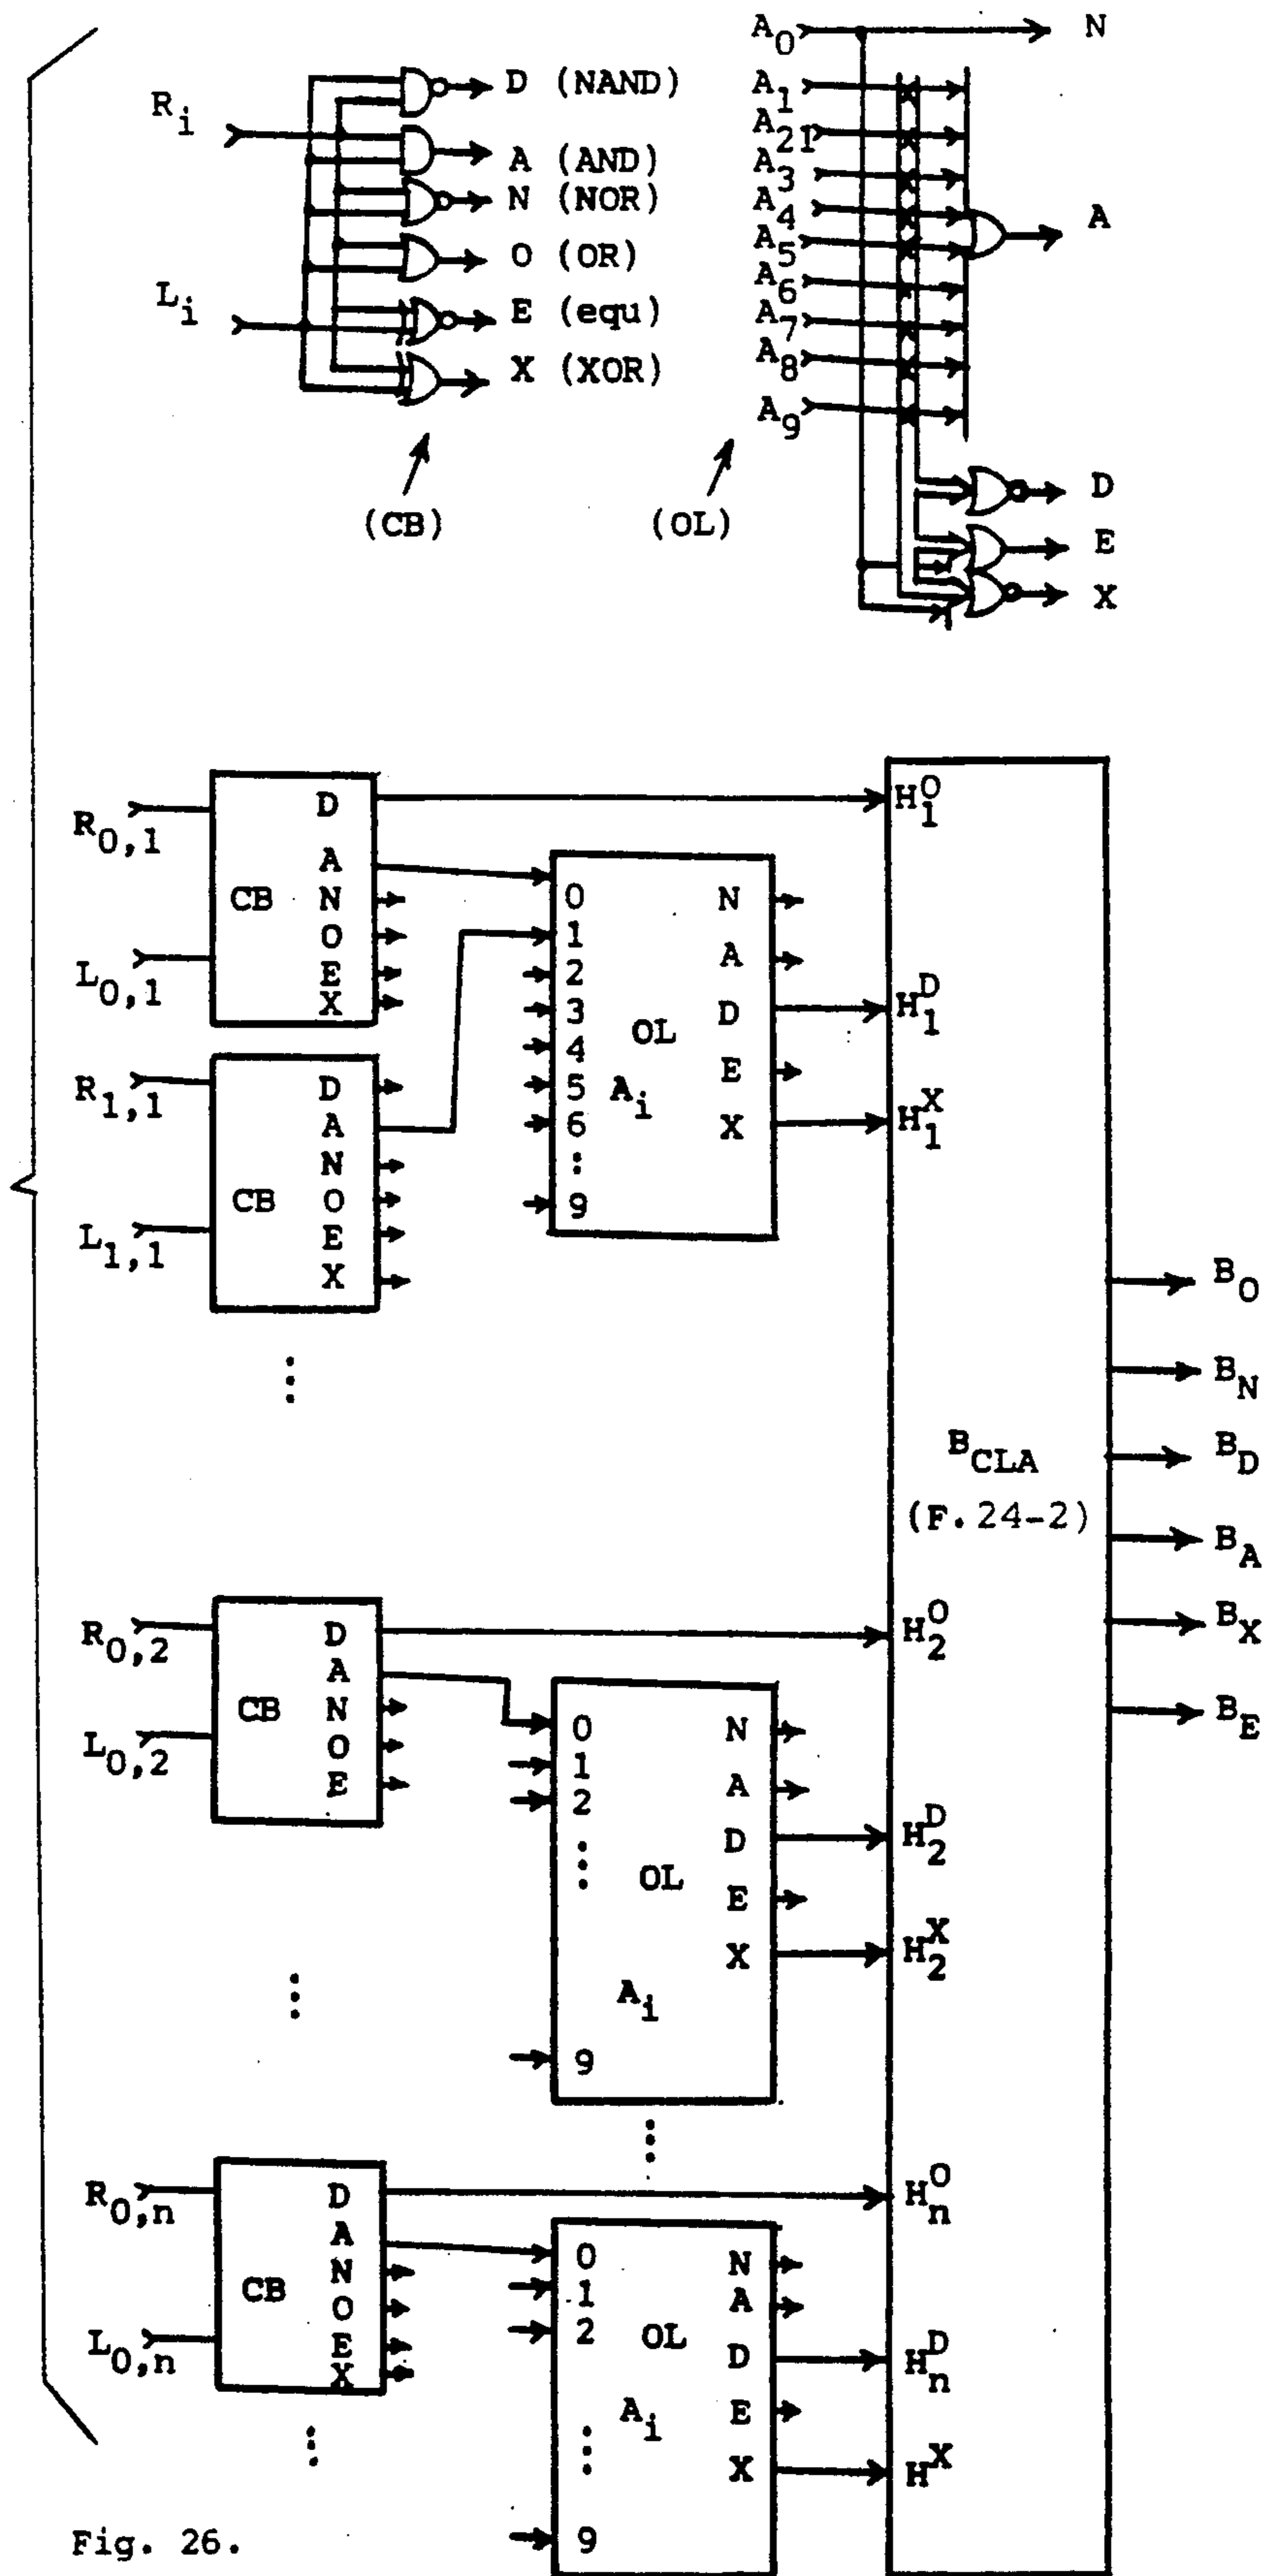 R_i
L_i
D (NAND)
A (AND)
N (NOR)
O (OR)
E (equ)
X (XOR)
(CB)
A_0
A_1
A_2I
A_3
A_4
A_5
A_6
A_7
A_8
A_9
(OL)
N
A
D
E
X
R_0,1
L_0,1
CB
D
A
N
O
E
X
R_1,1
L_1,1
CB
D
A
N
O
E
X
0
1
2
3
4
5
6
:
9
OL
A_i
N
A
D
E
X
H_1^O
H_1^D
H_1^X
B_CLA
(F.24-2)
B_O
B_N
B_D
B_A
B_X
B_E
R_0,2
L_0,2
CB
D
A
N
O
E
0
1
2
9
OL
A_i
N
A
D
E
X
H_2^O
H_2^D
H_2^X
R_0,n
L_0,n
CB
D
A
N
O
E
X
0
1
2
9
OL
A_i
N
A
D
E
X
H_n^O
H_n^D
H^X
Fig. 26.